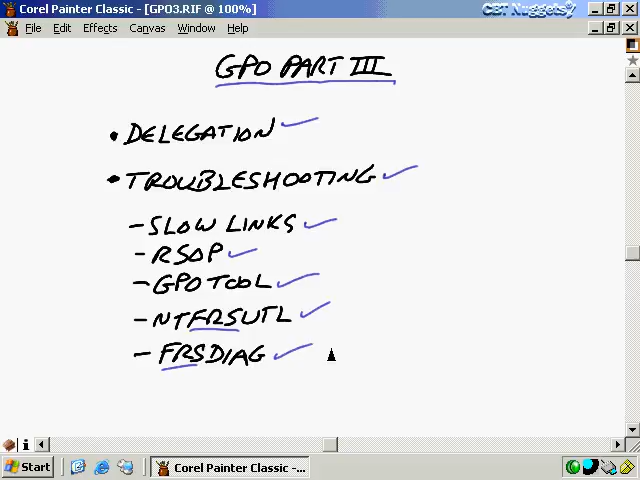 Corel Painter Classic - [GPO3.RIF @ 100%]
CBT Nuggets
File Edit Effects Canvas Window Help
GPO PART III
• DELEGATION
• TROUBLESHOOTING
- SLOW LINKS
- RSOP
- GPOTOOL
- NTFRSUTL
- FRSDIAG
Start
Corel Painter Classic -...